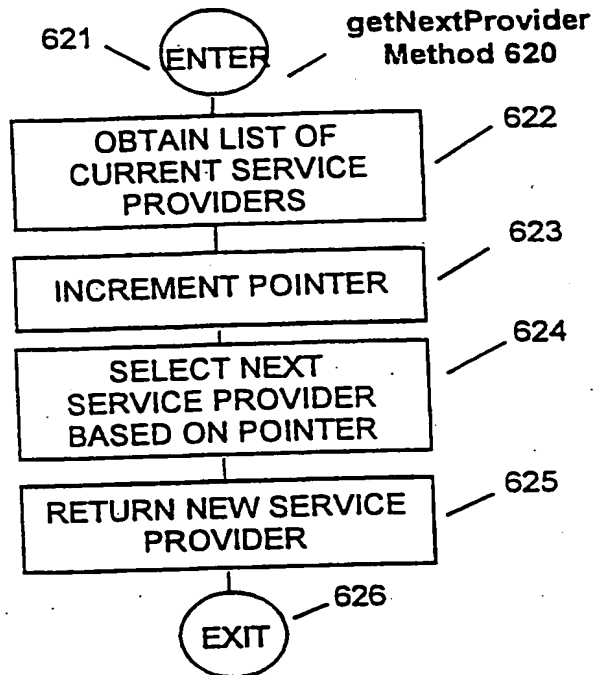 621
ENTER
getNextProvider
Method 620
OBTAIN LIST OF
CURRENT SERVICE
PROVIDERS
622
INCREMENT POINTER
623
SELECT NEXT
SERVICE PROVIDER
BASED ON POINTER
624
RETURN NEW SERVICE
PROVIDER
625
EXIT
626